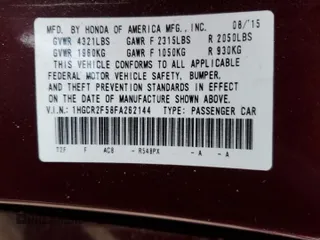 MFD. BY HONDA OF AMERICA MFG., INC. 08/'15
GVWR 4321LBS GAWR F 2315LBS R 2050LBS
GVWR 1960KG GAWR F 1050KG R 930KG
THIS VEHICLE CONFORMS TO ALL APPLICABLE
FEDERAL MOTOR VEHICLE SAFETY, BUMPER,
AND THEFT PREVENTION STANDARDS IN EFFECT
ON THE DATE OF MANUFACTURE SHOWN ABOVE.
V.I.N.: 1HGCR2F58FA262144 TYPE: PASSENGER CAR
F ACB - R548PX - A - A